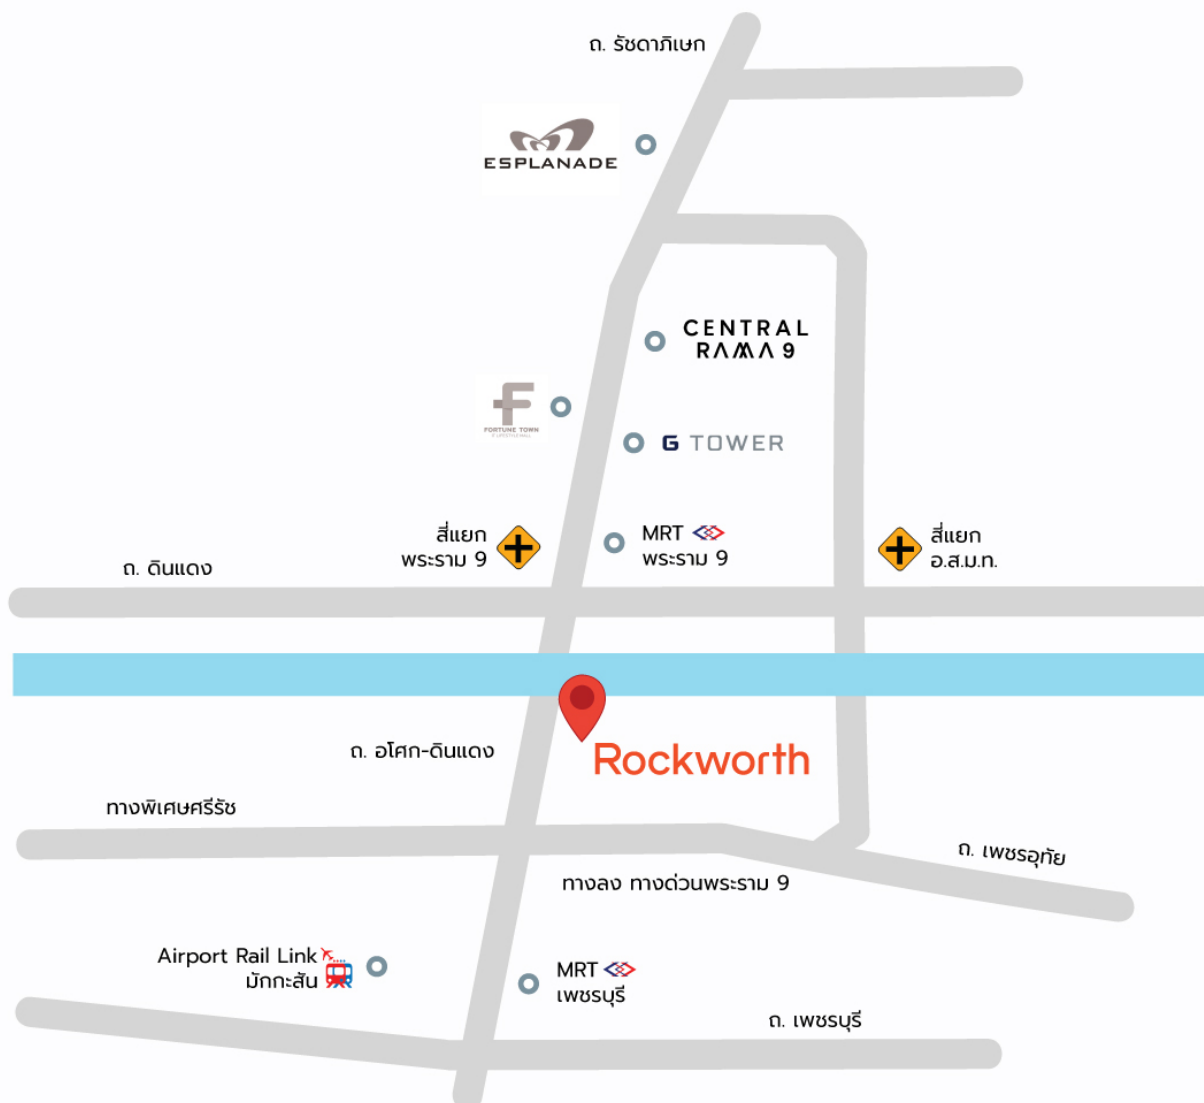 ถ. รัชดาภิเษก
ESPLANADE
CENTRAL
RAMA 9
F
FORTUNE TOWN
G TOWER
สี่แยก
พระราม 9
MRT
พระราม 9
สี่แยก
อ.ส.ม.ท.
ถ. ดินแดง
Rockworth
ถ. อโศก-ดินแดง
ทางพิเศษศรีรัช
ถ. เพชรอุทัย
ทางลง ทางด่วนพระราม 9
Airport Rail Link
มักกะสัน
MRT
เพชรบุรี
ถ. เพชรบุรี